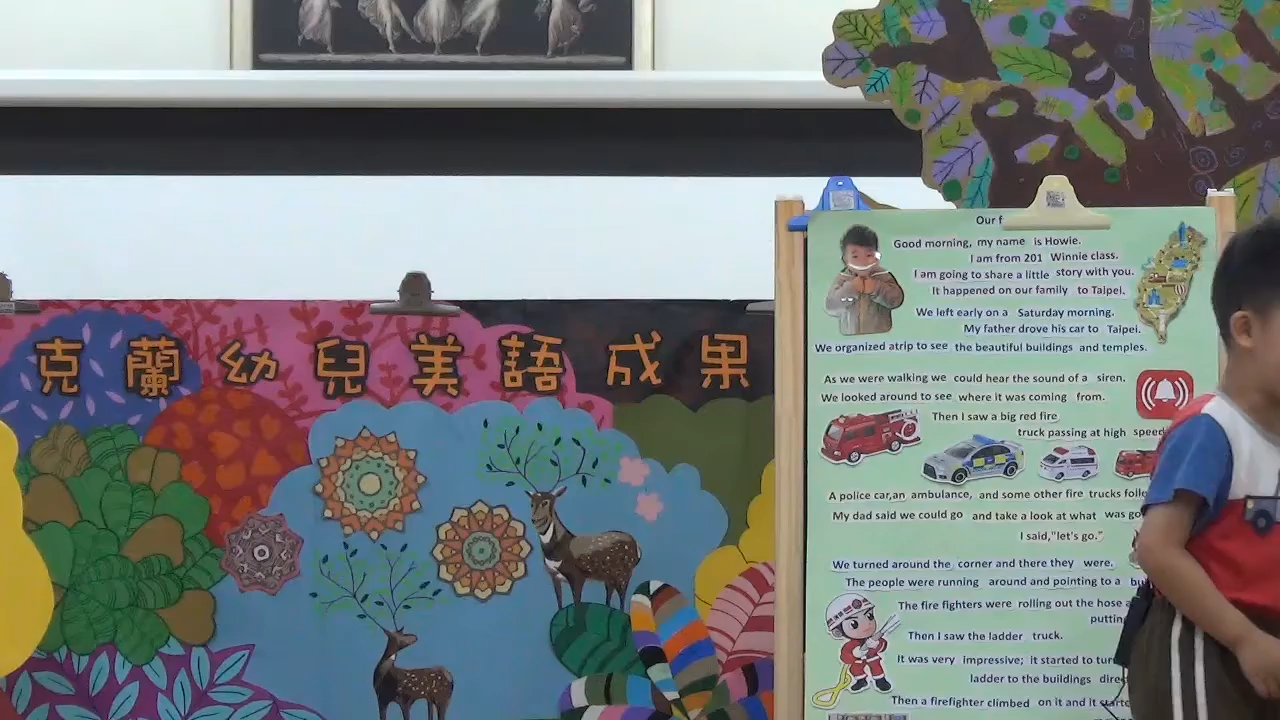 克蘭幼兒美語成果
Our
Good morning, my name is Howie.
I am from 201 Winnie class.
I am going to share a little story with you.
It happened on our family to Taipei.
We left early on a Saturday morning.
My father drove his car to Taipei.
We organized atrip to see the beautiful buildings and temples.
As we were walking we could hear the sound of a siren.
We looked around to see where it was coming from.
Then I saw a big red fire
truck passing at high speed
A police car,an ambulance, and some other fire trucks
My dad said we could go and take a look at what was
I said,"let's go."
We turned around the corner and there they were.
The people were running around and pointing to a
The fire fighters were rolling out the hose
Then I saw the ladder truck.
It was very impressive; it started to
ladder to the buildings
Then a firefighter climbed on it and it